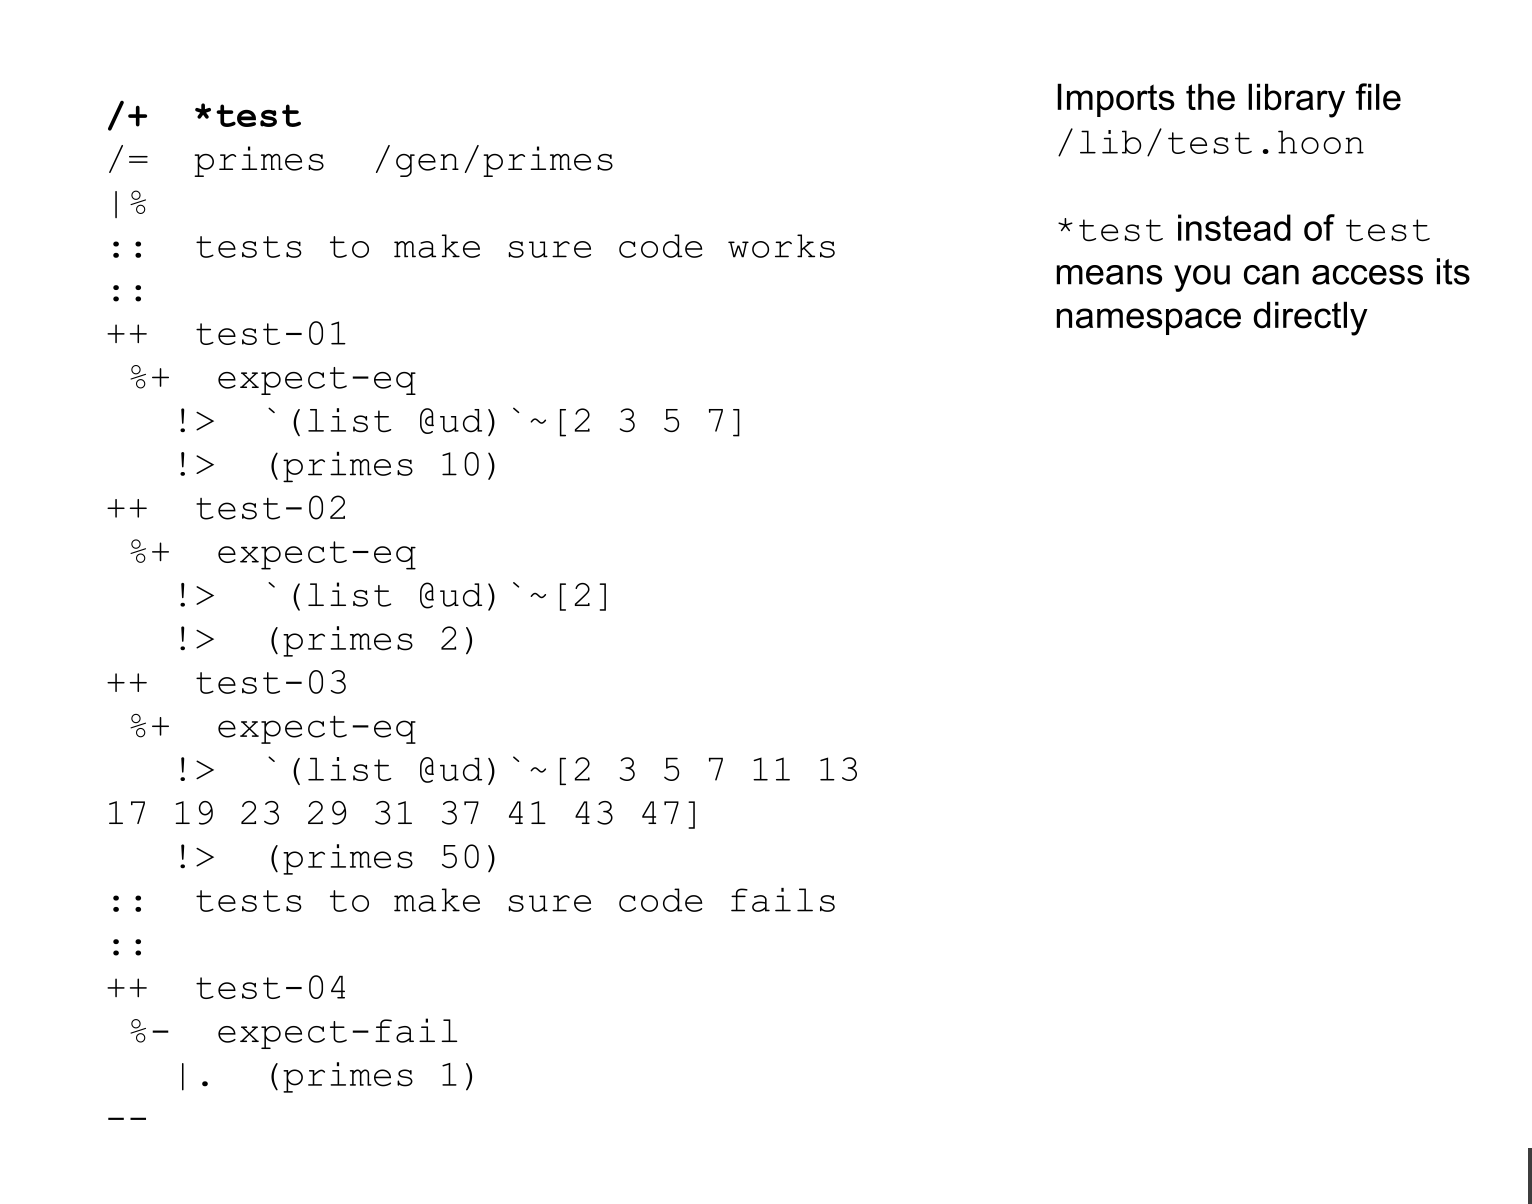 /+  *test
/=  primes  /gen/primes
|%
::  tests to make sure code works
::
++  test-01
 %+  expect-eq
   !>  `(list @ud)`~[2 3 5 7]
   !>  (primes 10)
++  test-02
 %+  expect-eq
   !>  `(list @ud)`~[2]
   !>  (primes 2)
++  test-03
 %+  expect-eq
   !>  `(list @ud)`~[2 3 5 7 11 13
17 19 23 29 31 37 41 43 47]
   !>  (primes 50)
::  tests to make sure code fails
::
++  test-04
 %-  expect-fail
   |.  (primes 1)
--
Imports the library file
/lib/test.hoon
*test instead of test
means you can access its
namespace directly